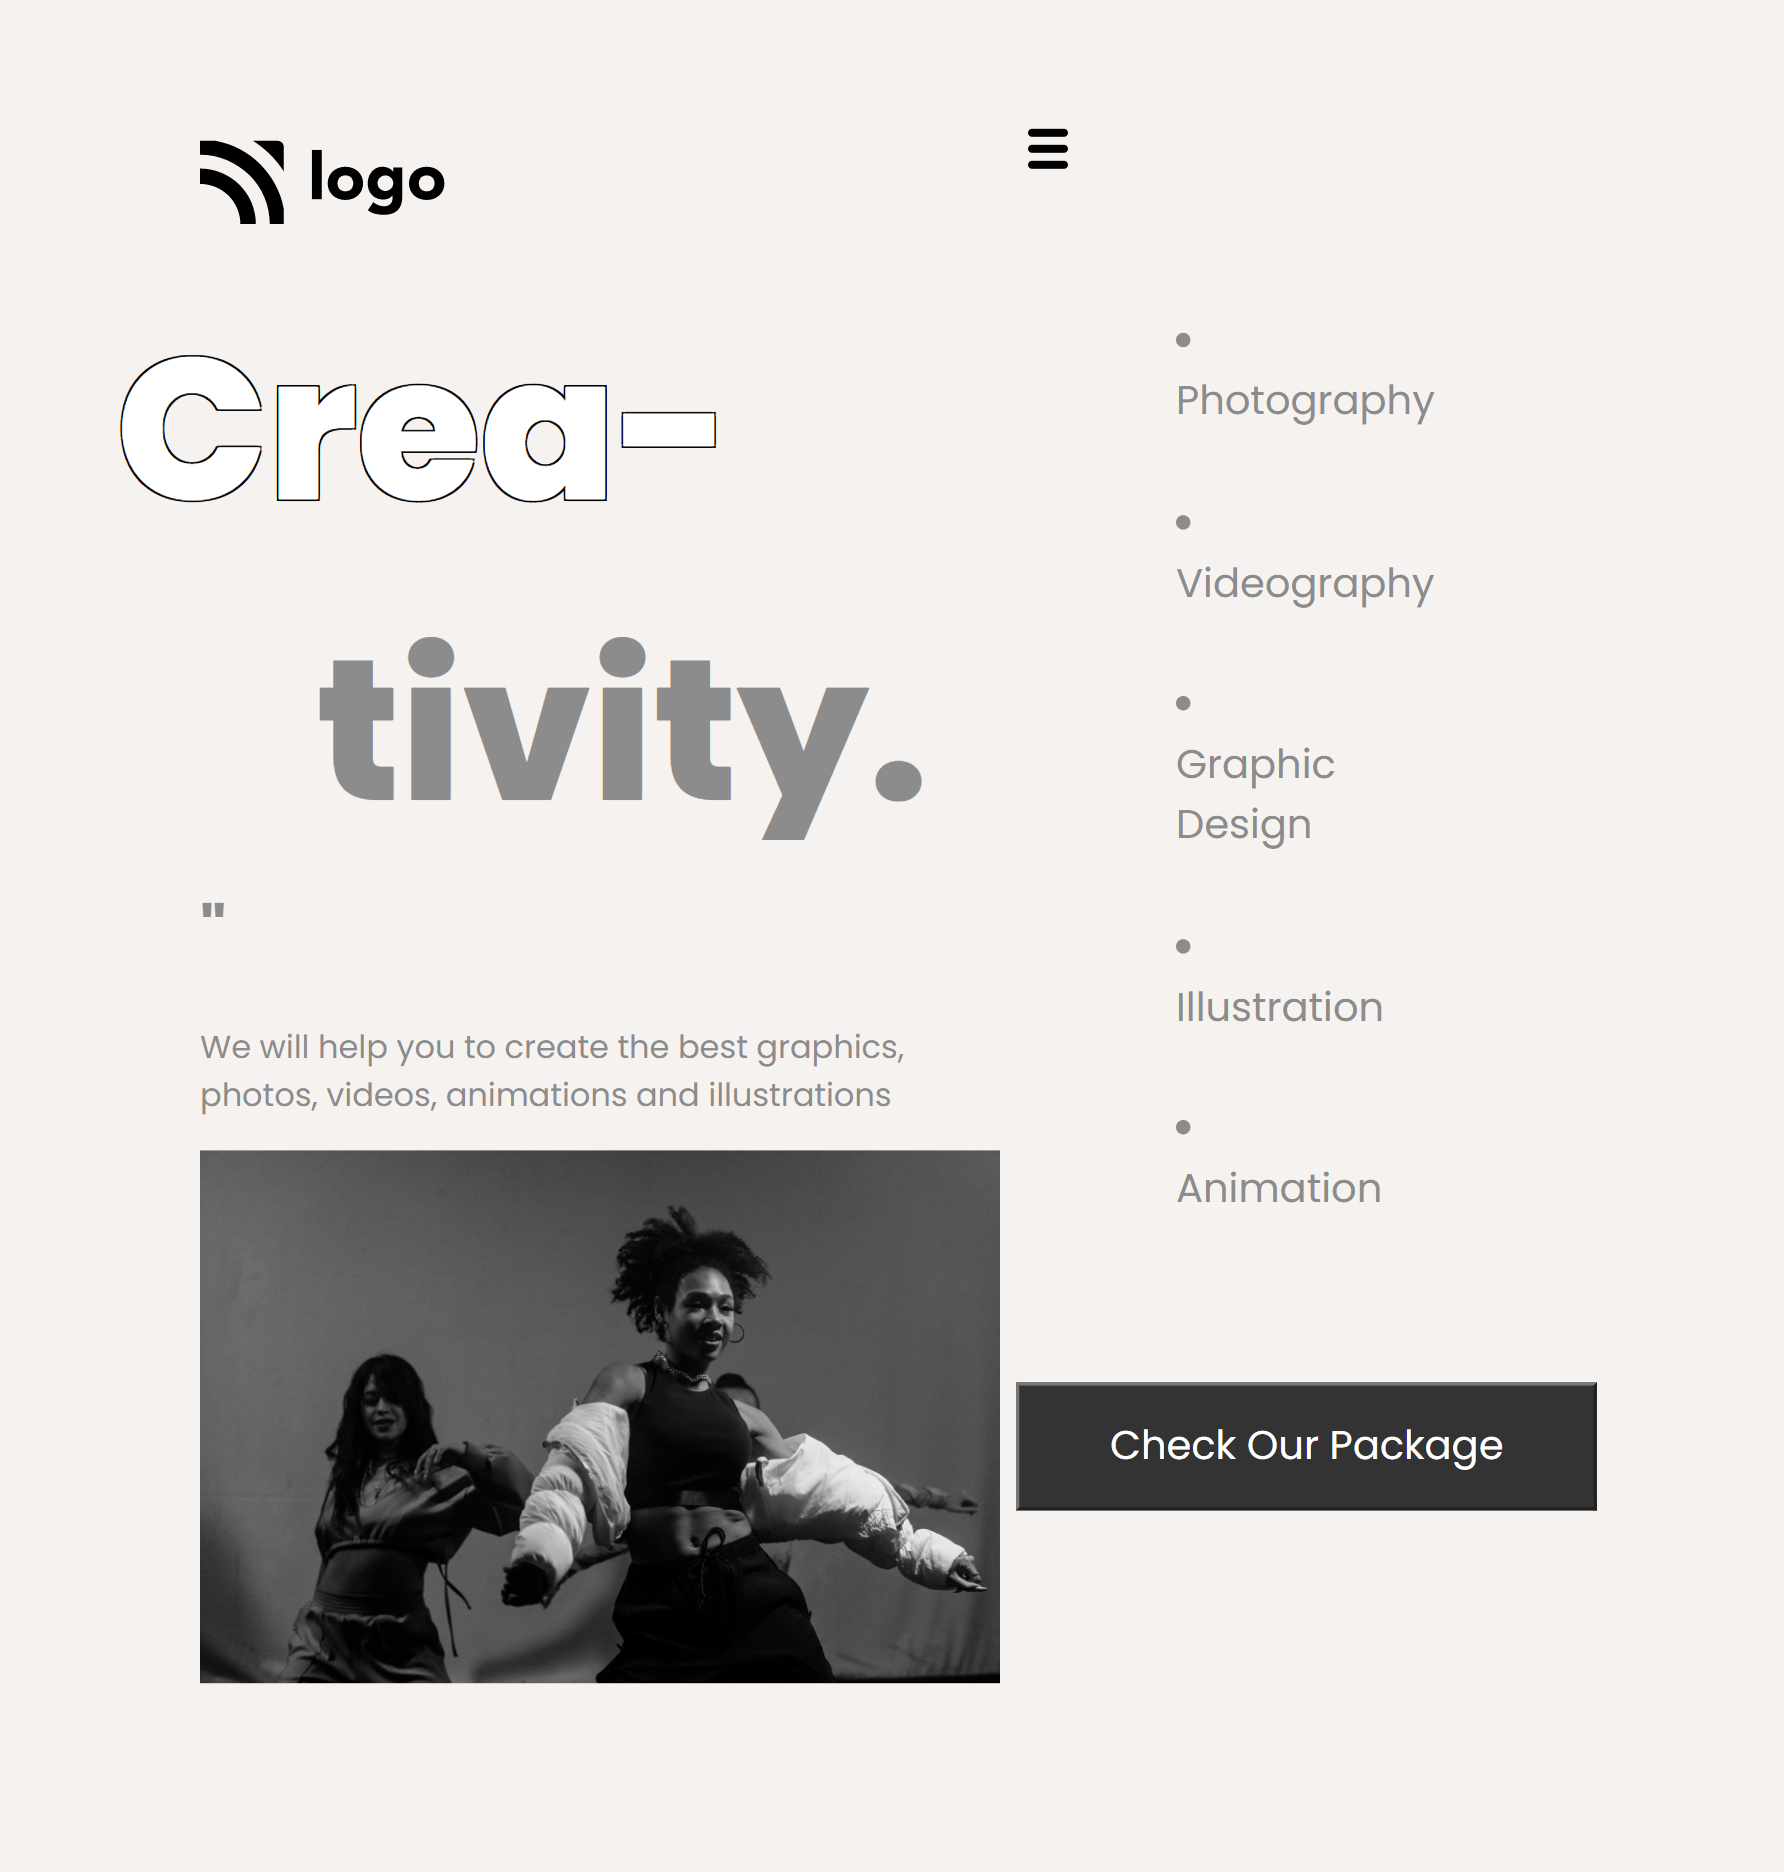 logo
Crea-
tivity.
"
We will help you to create the best graphics,
photos, videos, animations and illustrations
• Photography
• Videography
• Graphic
Design
• Illustration
• Animation
Check Our Package